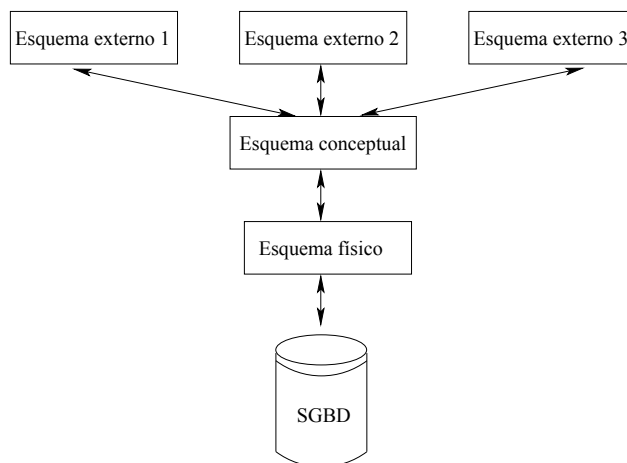 Esquema externo 1
Esquema externo 2
Esquema externo 3
Esquema conceptual
Esquema físico
SGBD